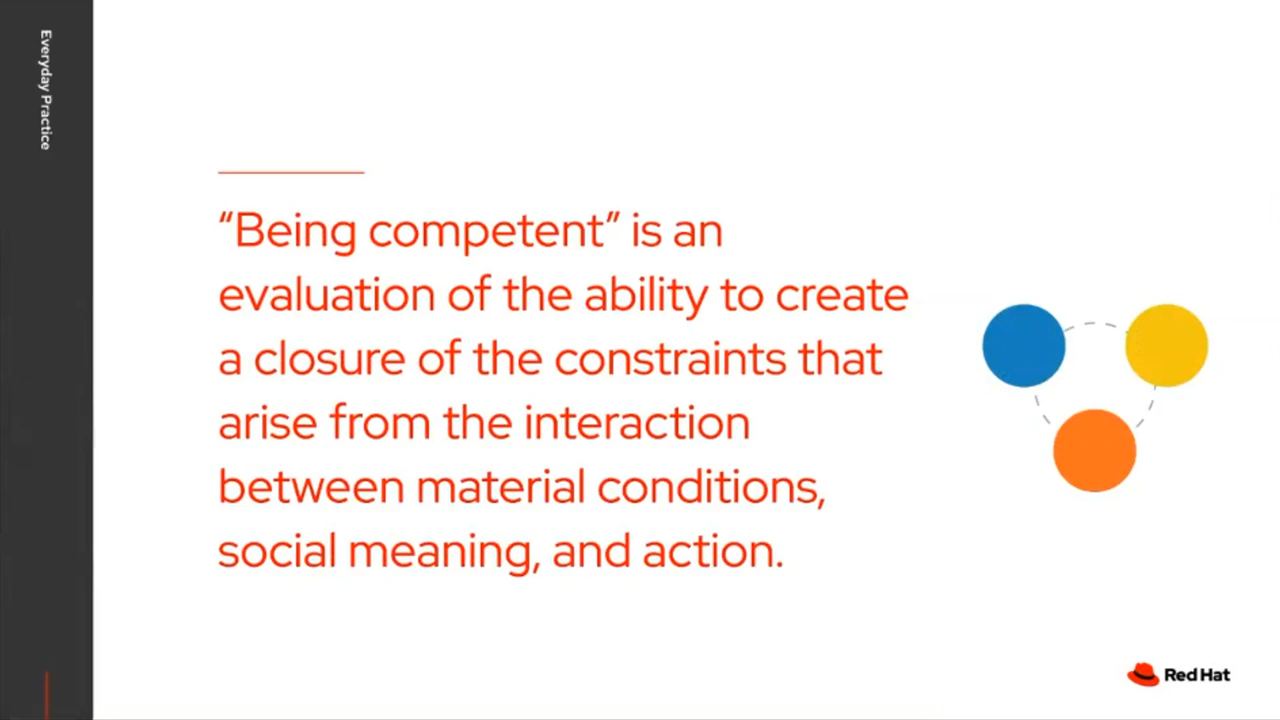 Everyday Practice
“Being competent” is an
evaluation of the ability to create
a closure of the constraints that
arise from the interaction
between material conditions,
social meaning, and action.
Red Hat